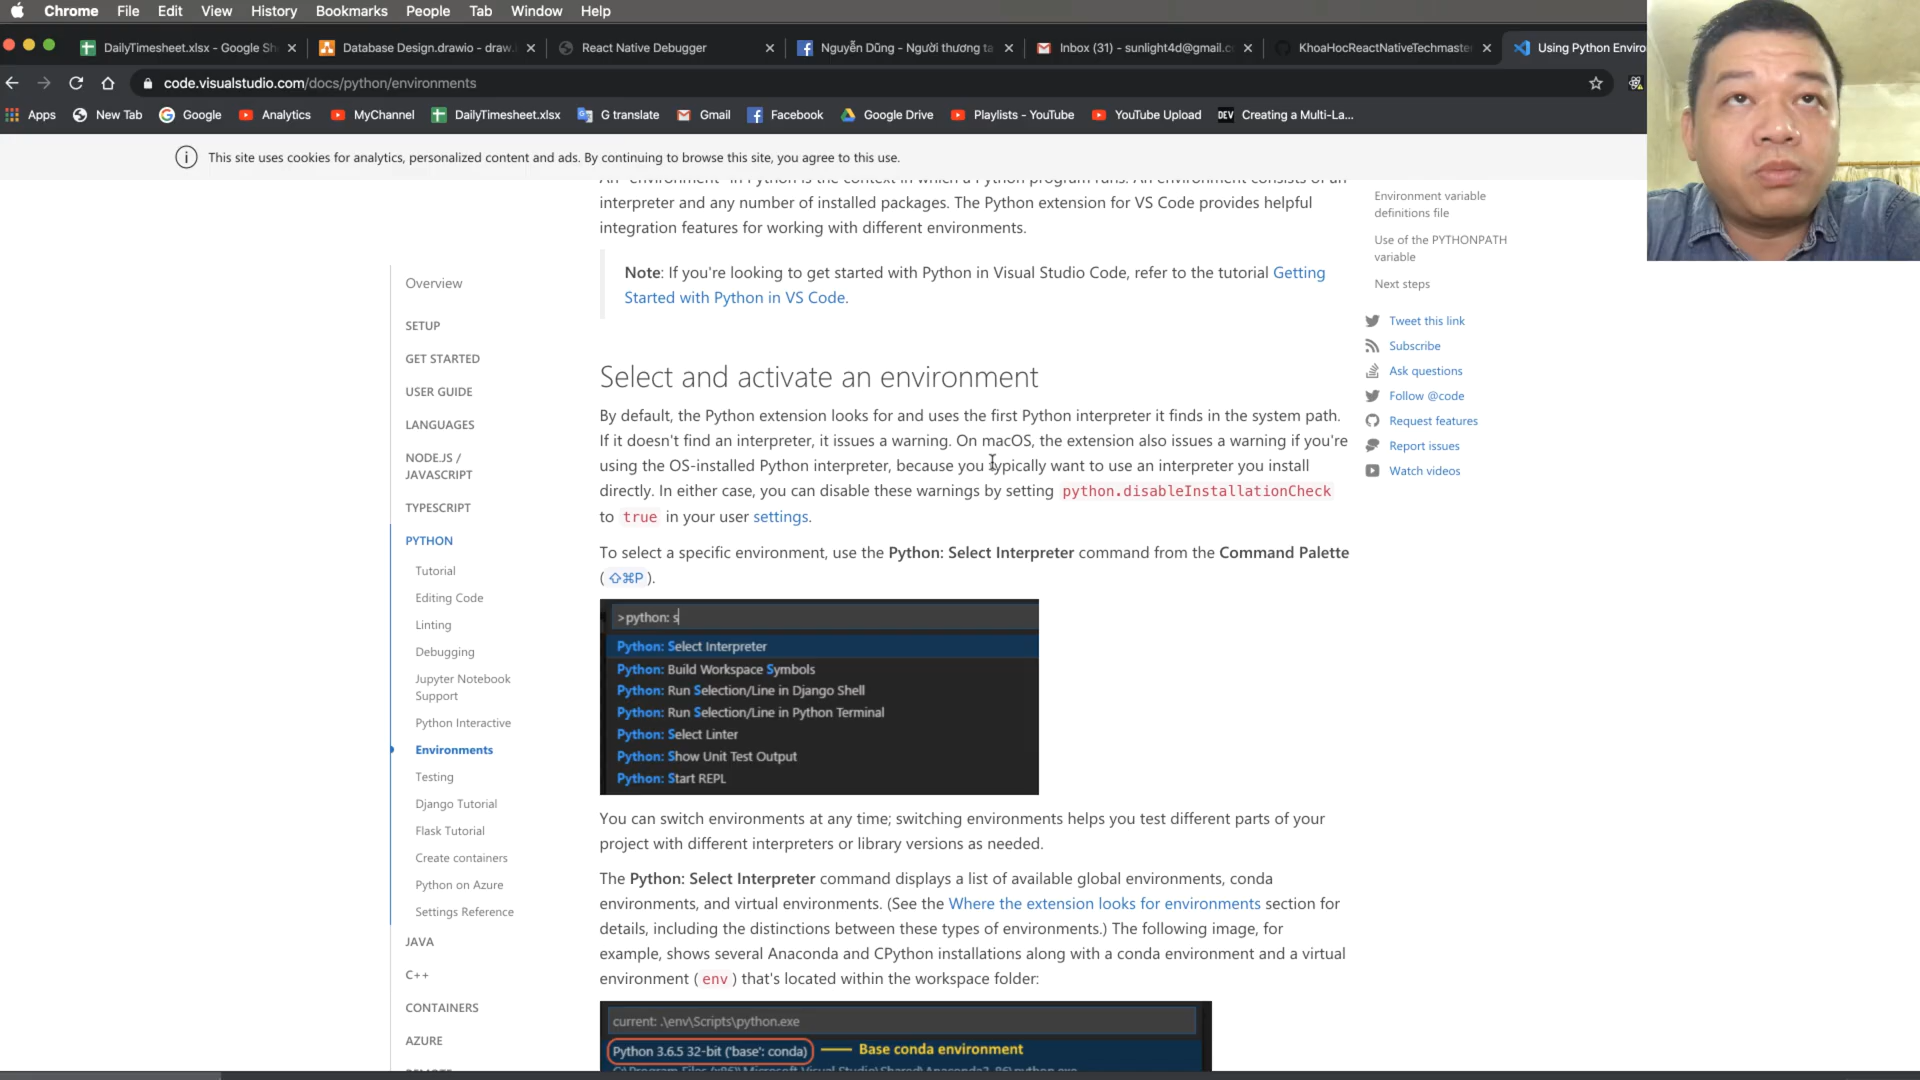 Chrome File Edit View History Bookmarks People Tab Window Help
DailyTimesheet.xlsx - Google Sh
Database Design.drawio - draw.
React Native Debugger
Nguyễn Dũng - Người thương ta
Inbox (31) - sunlight4d@gmail.c
KhoaHocReactNativeTechmaste
Using Python Enviro
code.visualstudio.com/docs/python/environments
Apps New Tab Google Analytics MyChannel DailyTimesheet.xlsx G translate Gmail Facebook Google Drive Playlists - YouTube YouTube Upload DEV Creating a Multi-La...
This site uses cookies for analytics, personalized content and ads. By continuing to browse this site, you agree to this use.
An "environment" in Python is the context in which a Python program runs. An environment consists of an
interpreter and any number of installed packages. The Python extension for VS Code provides helpful
integration features for working with different environments.
Note: If you're looking to get started with Python in Visual Studio Code, refer to the tutorial Getting
Started with Python in VS Code.
Select and activate an environment
By default, the Python extension looks for and uses the first Python interpreter it finds in the system path.
If it doesn't find an interpreter, it issues a warning. On macOS, the extension also issues a warning if you're
using the OS-installed Python interpreter, because you typically want to use an interpreter you install
directly. In either case, you can disable these warnings by setting python.disableInstallationCheck
to true in your user settings.
To select a specific environment, use the Python: Select Interpreter command from the Command Palette
(⇧⌘P).
>python: s
Python: Select Interpreter
Python: Build Workspace Symbols
Python: Run Selection/Line in Django Shell
Python: Run Selection/Line in Python Terminal
Python: Select Linter
Python: Show Unit Test Output
Python: Start REPL
You can switch environments at any time; switching environments helps you test different parts of your
project with different interpreters or library versions as needed.
The Python: Select Interpreter command displays a list of available global environments, conda
environments, and virtual environments. (See the Where the extension looks for environments section for
details, including the distinctions between these types of environments.) The following image, for
example, shows several Anaconda and CPython installations along with a conda environment and a virtual
environment (env) that's located within the workspace folder:
current: .\env\Scripts\python.exe
Python 3.6.5 32-bit ('base': conda)
Base conda environment
Overview
SETUP
GET STARTED
USER GUIDE
LANGUAGES
NODE.JS /
JAVASCRIPT
TYPESCRIPT
PYTHON
Tutorial
Editing Code
Linting
Debugging
Jupyter Notebook
Support
Python Interactive
Environments
Testing
Django Tutorial
Flask Tutorial
Create containers
Python on Azure
Settings Reference
JAVA
C++
CONTAINERS
AZURE
Environment variable
definitions file
Use of the PYTHONPATH
variable
Next steps
Tweet this link
Subscribe
Ask questions
Follow @code
Request features
Report issues
Watch videos